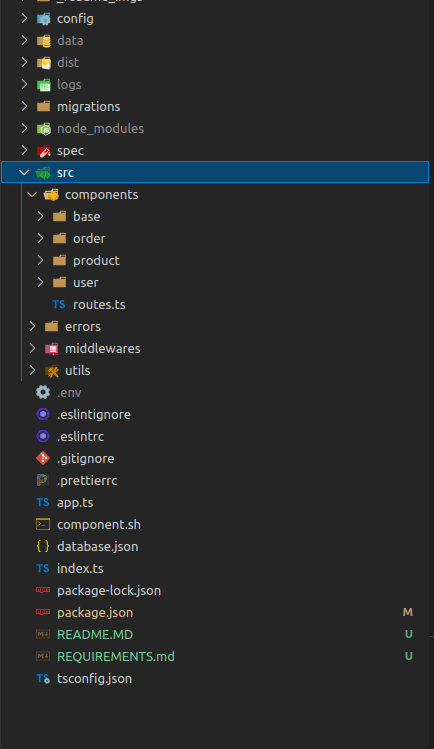 config
data
dist
logs
migrations
node_modules
spec
src
components
base
order
product
user
TS routes.ts
errors
middlewares
utils
.env
.eslintignore
.eslintrc
.gitignore
.prettierrc
TS app.ts
component.sh
{ } database.json
TS index.ts
package-lock.json
package.json M
README.MD U
REQUIREMENTS.md U
TS tsconfig.json